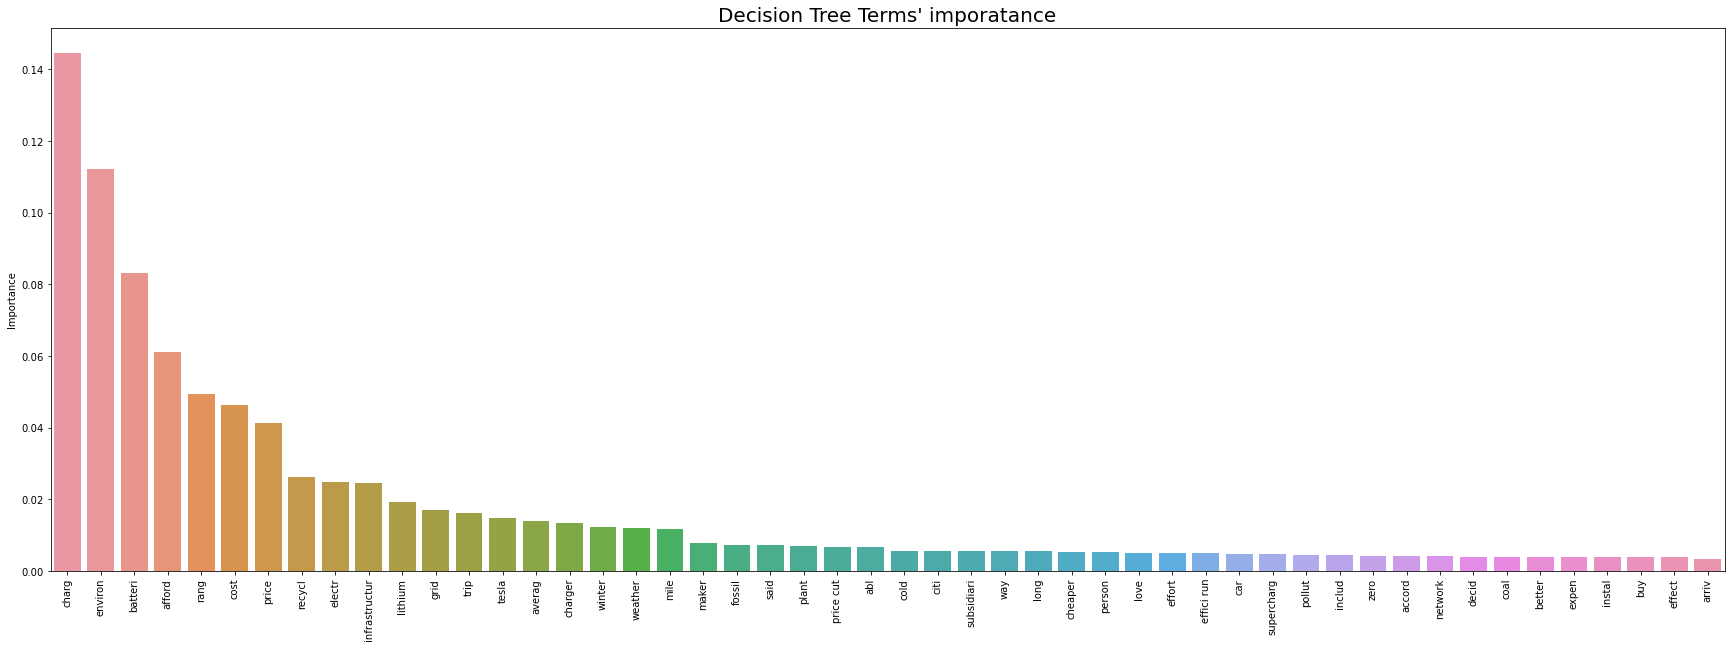 Decision Tree Terms' imporatance
Importance
0.14
0.12
0.10
0.08
0.06
0.04
0.02
0.00
charg
environ
batteri
afford
rang
cost
price
recycl
electr
infrastructur
lithium
grid
trip
tesla
averag
charger
winter
weather
mile
maker
fossil
said
plant
price cut
abl
cold
citi
subsidiari
way
long
cheaper
person
love
effort
effici run
car
supercharg
pollut
includ
zero
accord
network
decid
coal
better
expen
instal
buy
effect
arriv